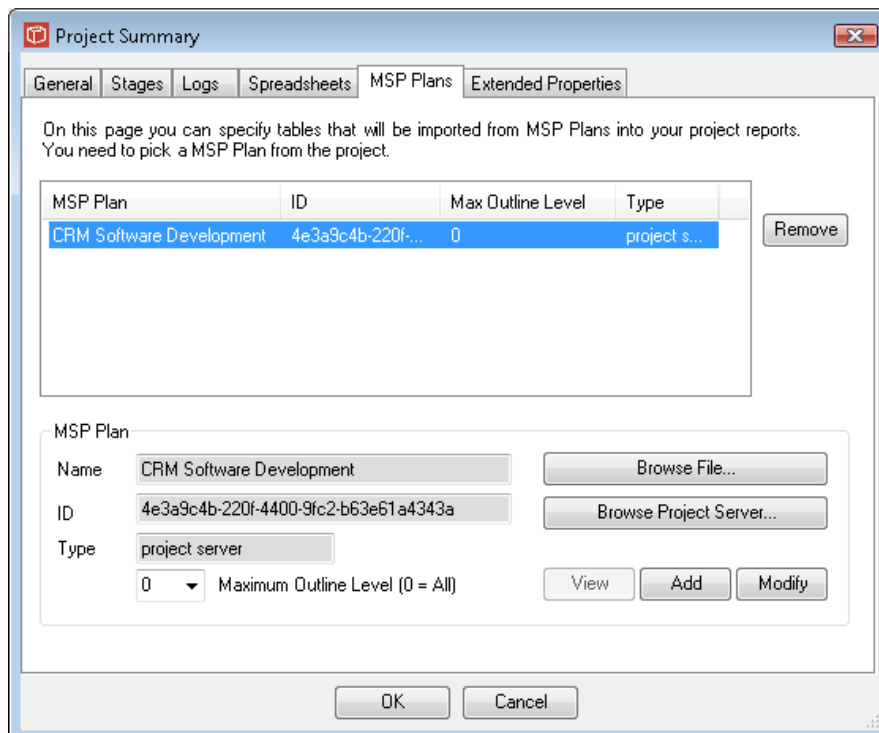 Project Summary
General Stages Logs Spreadsheets MSP Plans Extended Properties
On this page you can specify tables that will be imported from MSP Plans into your project reports.
You need to pick a MSP Plan from the project.
MSP Plan ID Max Outline Level Type
CRM Software Development 4e3a9c4b-220f-... 0 project s...
Remove
MSP Plan
Name CRM Software Development Browse File...
ID 4e3a9c4b-220f-4400-9fc2-b63e61a4343a Browse Project Server...
Type project server
0 Maximum Outline Level (0 = All) View Add Modify
OK Cancel